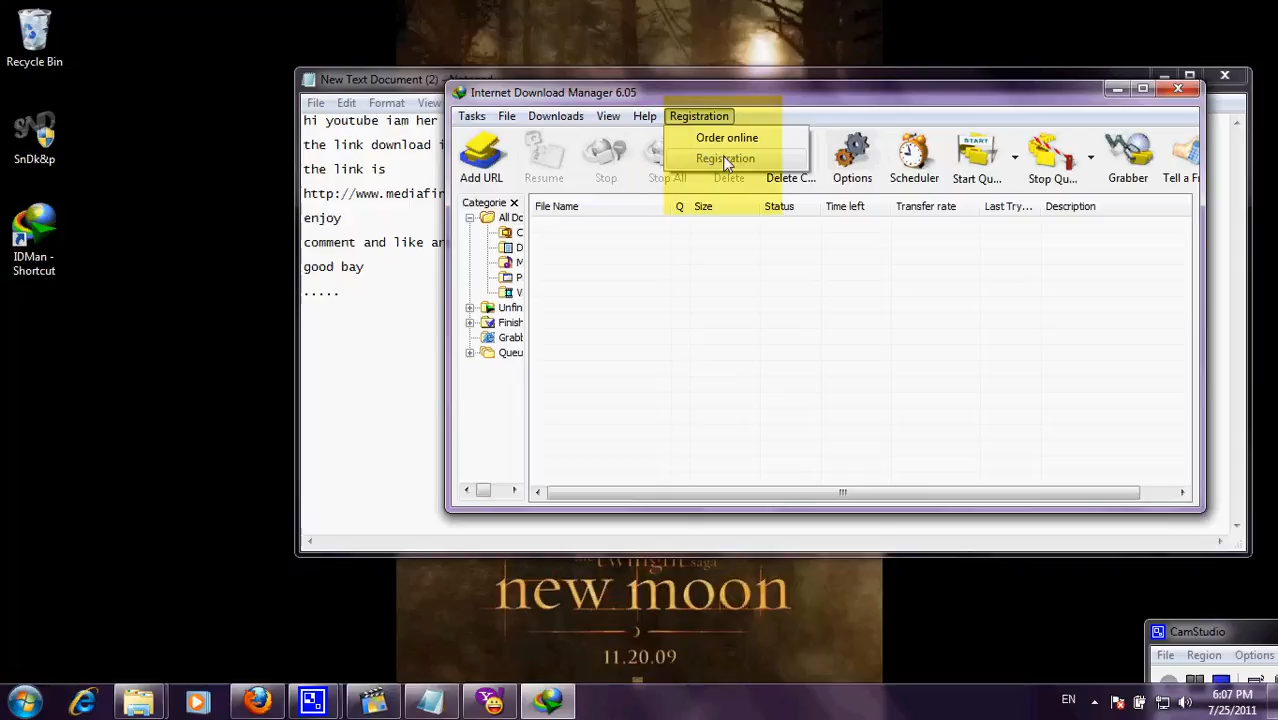 Recycle Bin
SnDk&p
IDMan -
Shortcut
New Text Document (2) - Notepad
File Edit Format View
hi youtube iam her
the link download i
the link is
http://www.mediafir
enjoy
comment and like an
good bay
.....
Internet Download Manager 6.05
Tasks File Downloads View Help Registration
Order online
Registration
Add URL Resume Stop Stop All Delete Delete C... Options Scheduler Start Qu... Stop Qu... Grabber Tell a Fr
Categorie
File Name Q Size Status Time left Transfer rate Last Try... Description
All Do
C
D
M
P
V
Unfin
Finish
Grabb
Queu
the twilight saga
new moon
11.20.09
CamStudio
File Region Options
EN
6:07 PM
7/25/2011